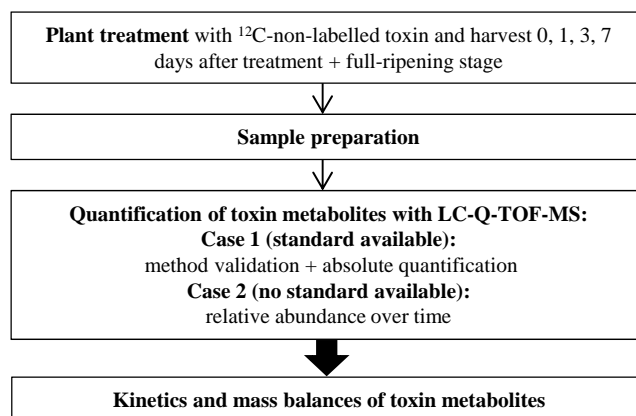 Plant treatment with ¹²C-non-labelled toxin and harvest 0, 1, 3, 7
days after treatment + full-ripening stage
Sample preparation
Quantification of toxin metabolites with LC-Q-TOF-MS:
Case 1 (standard available):
method validation + absolute quantification
Case 2 (no standard available):
relative abundance over time
Kinetics and mass balances of toxin metabolites